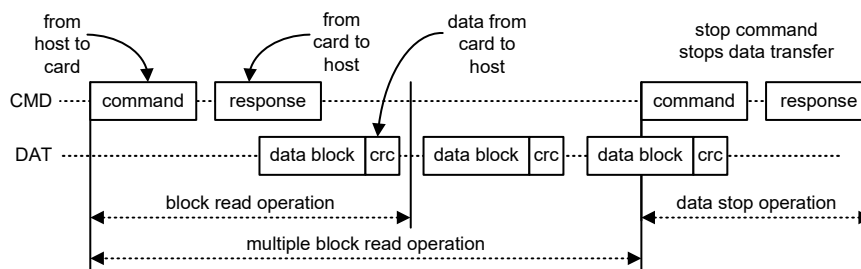 from
host to
card
from
card to
host
data from
card to
host
stop command
stops data transfer
CMD
command
response
command
response
DAT
data block
crc
data block
crc
data block
crc
block read operation
data stop operation
multiple block read operation